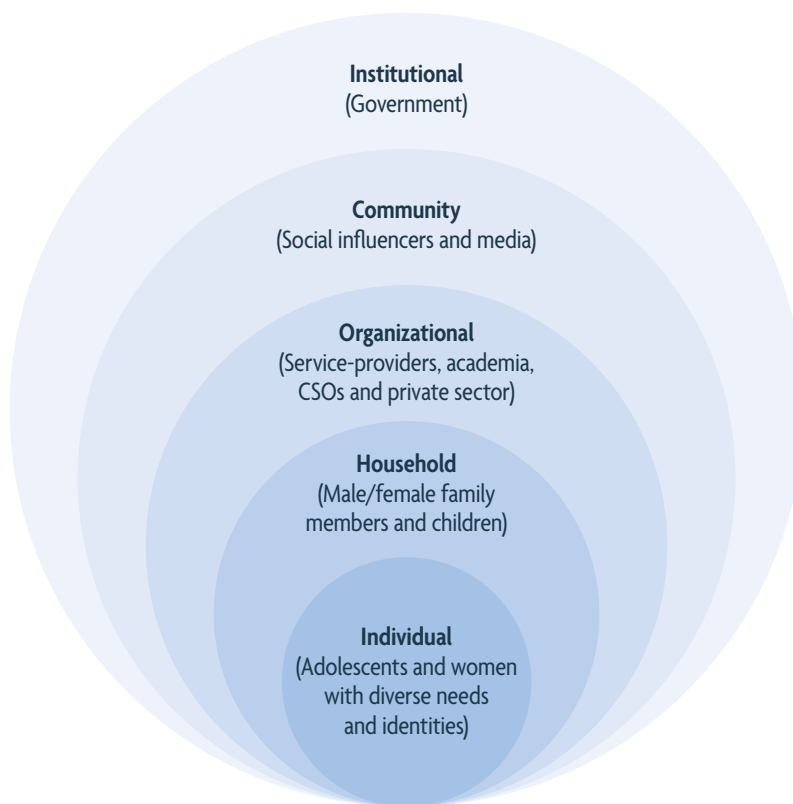 Institutional
(Government)
Community
(Social influencers and media)
Organizational
(Service-providers, academia,
CSOs and private sector)
Household
(Male/female family
members and children)
Individual
(Adolescents and women
with diverse needs
and identities)